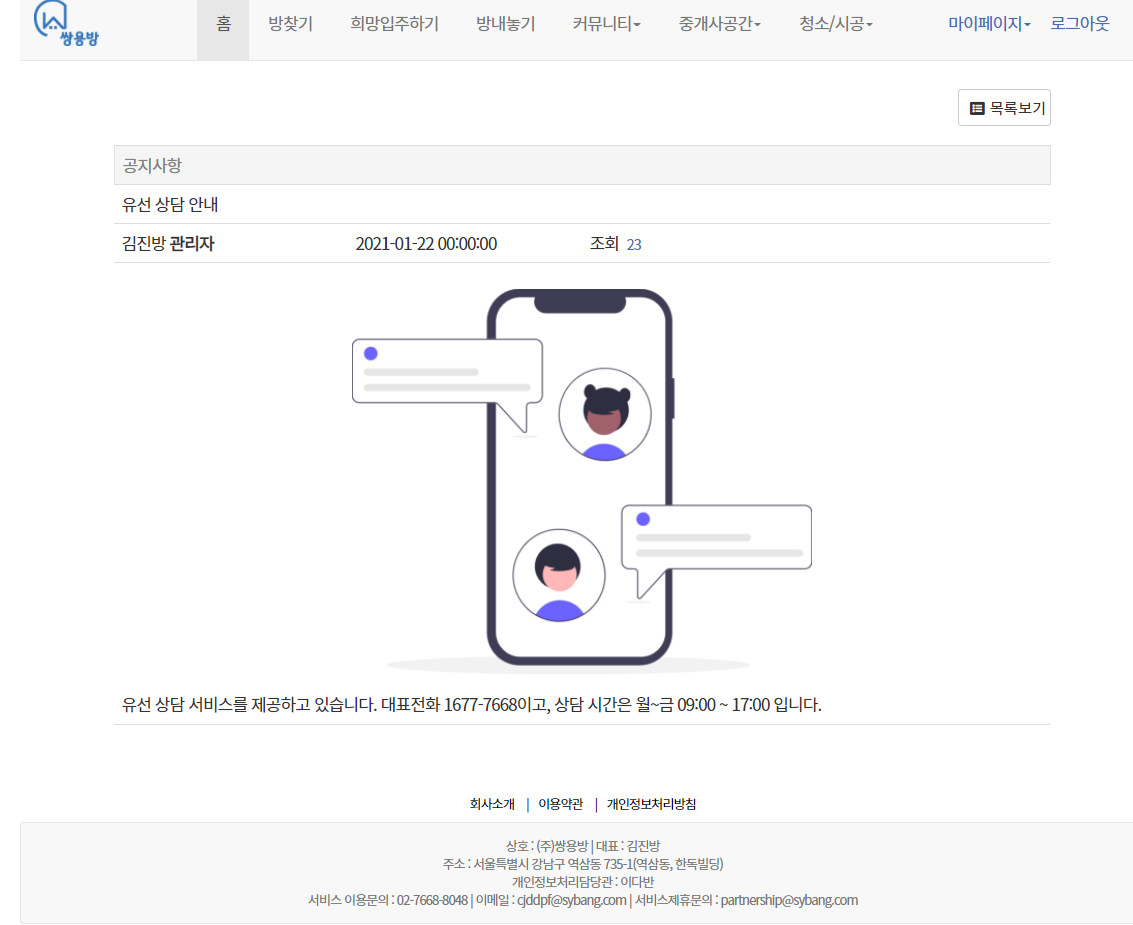 쌍용방
홈 방찾기 희망입주하기 방내놓기 커뮤니티 중개사공간 청소/시공 마이페이지 로그아웃
목록보기
공지사항
유선 상담 안내
김진방 관리자 2021-01-22 00:00:00 조회 23
유선 상담 서비스를 제공하고 있습니다. 대표전화 1677-7668이고, 상담 시간은 월~금 09:00 ~ 17:00 입니다.
회사소개 | 이용약관 | 개인정보처리방침
상호 : (주)쌍용방 | 대표 : 김진방
주소 : 서울특별시 강남구 역삼동 735-1(역삼동, 한독빌딩)
개인정보처리담당관 : 이다반
서비스 이용문의 : 02-7668-8048 | 이메일 : cjddpf@sybang.com | 서비스제휴문의 : partnership@sybang.com